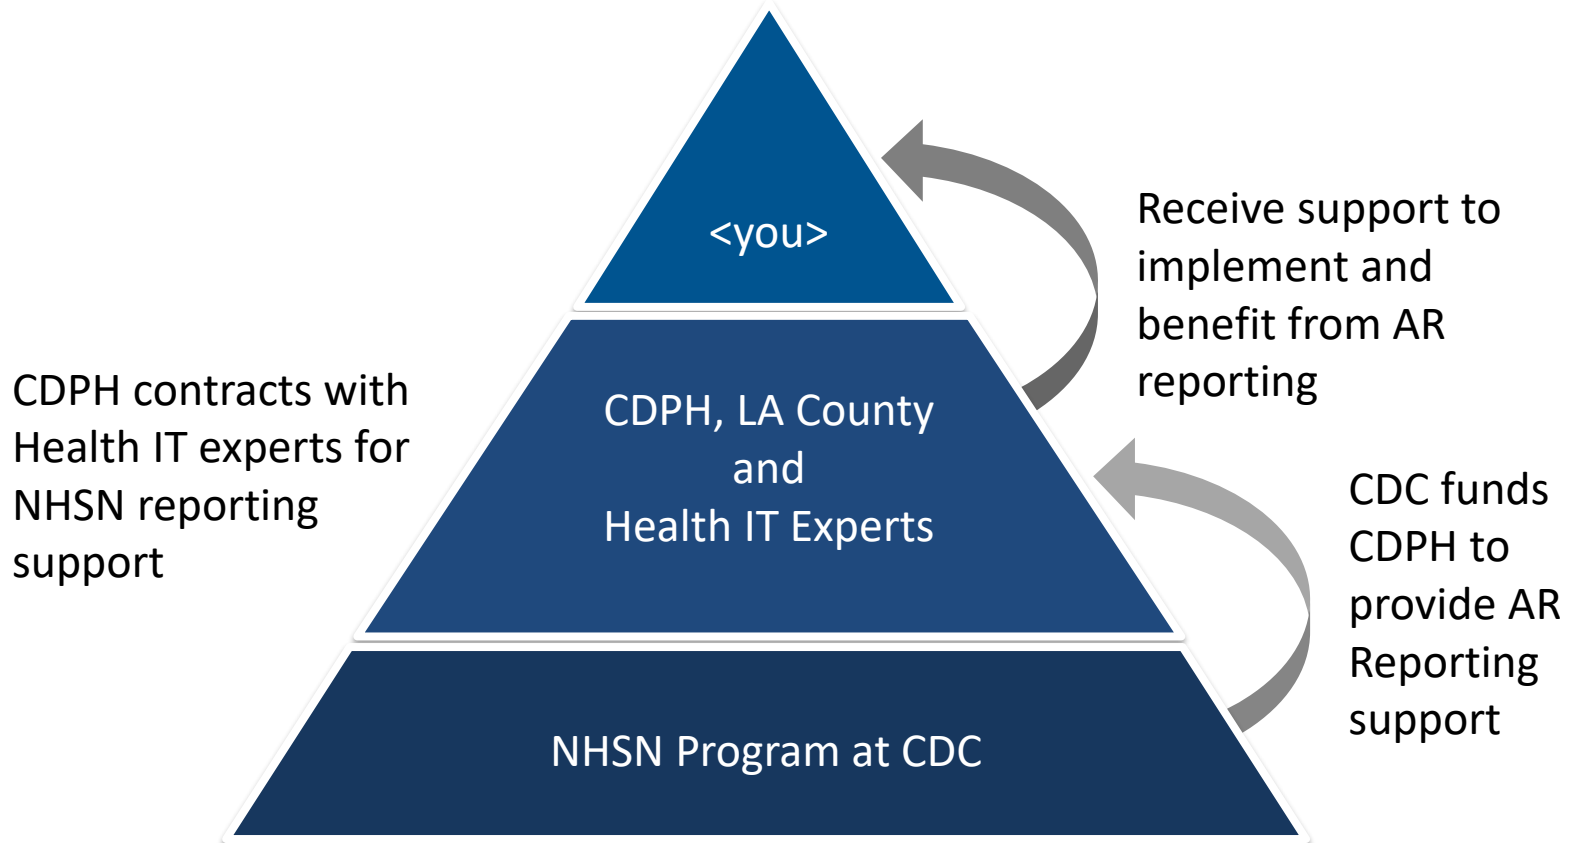 <you>
Receive support to
implement and
benefit from AR
reporting
CDPH contracts with
Health IT experts for
NHSN reporting
support
CDPH, LA County
and
Health IT Experts
CDC funds
CDPH to
provide AR
Reporting
support
NHSN Program at CDC